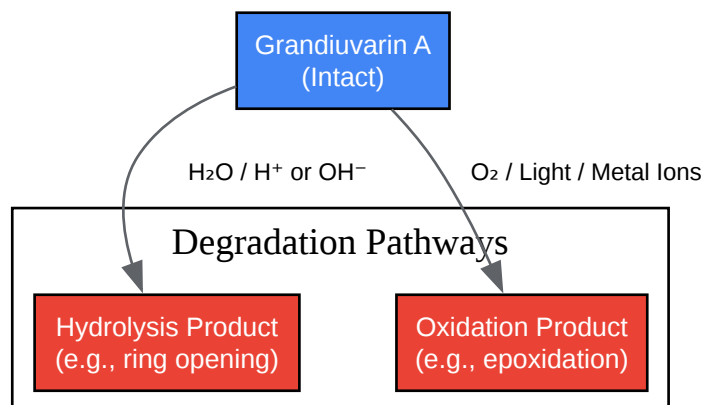 Grandiuvarin A
(Intact)
H₂O / H⁺ or OH⁻
O₂ / Light / Metal Ions
Degradation Pathways
Hydrolysis Product
(e.g., ring opening)
Oxidation Product
(e.g., epoxidation)